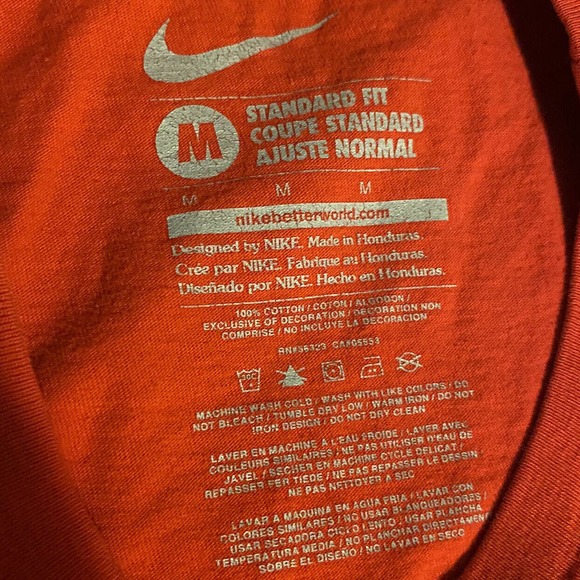 M
STANDARD FIT
COUPE STANDARD
AJUSTE NORMAL
M M M
nikebetterworld.com
Designed by NIKE. Made in Honduras.
Crée par NIKE. Fabrique au Honduras.
Diseñado por NIKE. Hecho en Honduras.
100% COTTON / COTON / ALGODON /
EXCLUSIVE OF DECORATION / DECORATION NON
COMPRISE / NO INCLUYE LA DECORACION
RN#56323 CA#05553
30C
MACHINE WASH COLD / WASH WITH LIKE COLORS / DO
NOT BLEACH / TUMBLE DRY LOW / WARM IRON / DO NOT
IRON DESIGN / DO NOT DRY CLEAN
LAVER EN MACHINE A L'EAU FROIDE / LAVER AVEC
COULEURS SIMILAIRES / NE PAS UTILISER D'EAU DE
JAVEL / SECHER EN MACHINE CYCLE DELICAT /
REPASSER FER TIEDE / NE PAS REPASSER LE DESSIN
NE PAS NETTOYER A SEC
LAVAR A MAQUINA EN AGUA FRIA / LAVAR CON
COLORES SIMILARES / NO USAR BLANQUEADORES /
USAR SECADORA CICLO LENTO / USAR PLANCHA
TEMPERATURA MEDIA / NO PLANCHAR DIRECTAMENTE
SOBRE EL DISEÑO / NO LAVAR EN